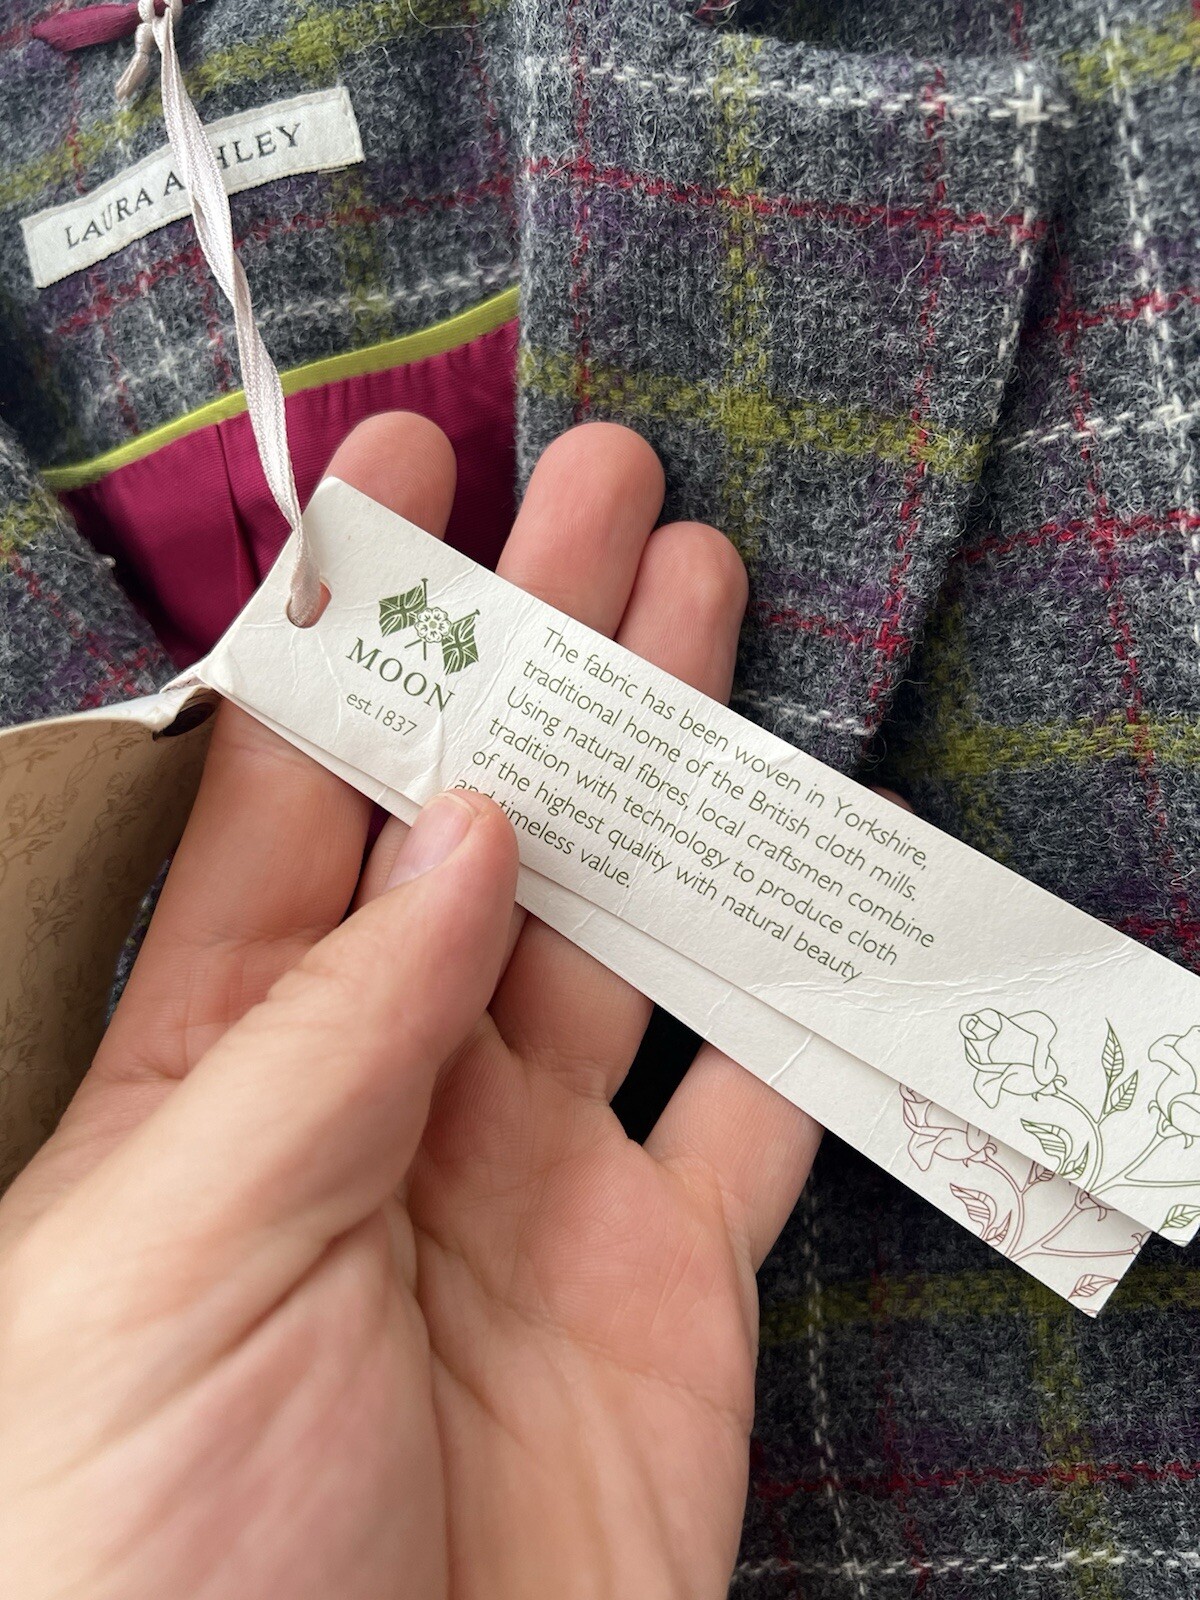 LAURA ASHLEY
MOON
est.1837
The fabric has been woven in Yorkshire,
traditional home of the British cloth mills.
Using natural fibres, local craftsmen combine
tradition with technology to produce cloth
of the highest quality with natural beauty
and timeless value.